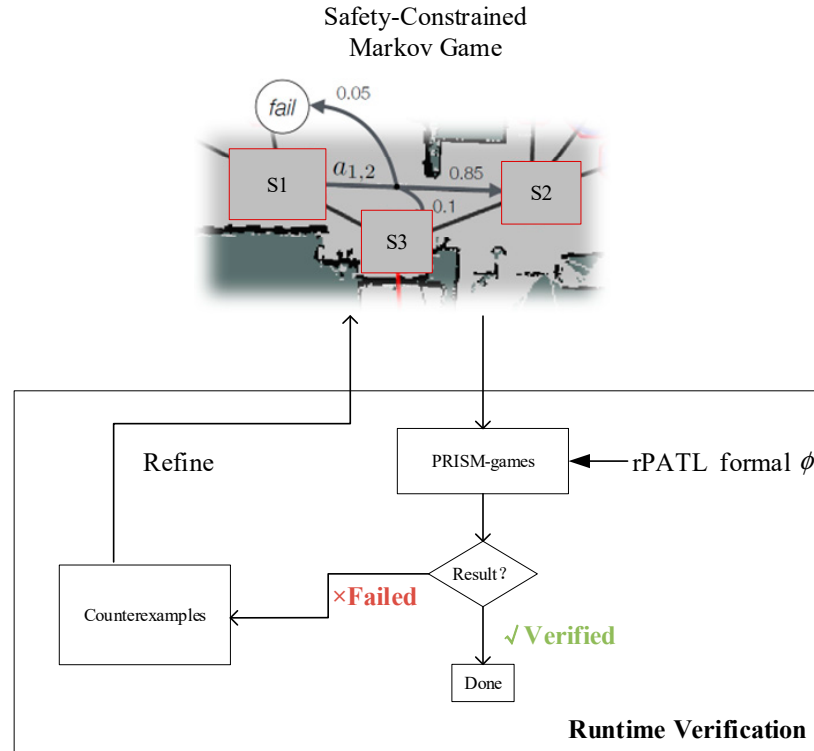 Safety-Constrained
Markov Game
fail
0.05
S1
a1,2
0.85
S2
0.1
S3
Refine
PRISM-games
rPATL formal ϕ
Result?
×Failed
Counterexamples
√ Verified
Done
Runtime Verification